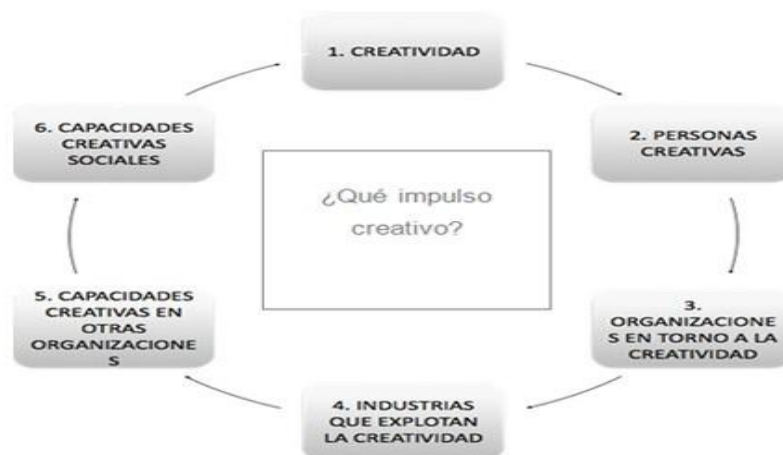 1. CREATIVIDAD
2. PERSONAS
CREATIVAS
3.
ORGANIZACIONE
S EN TORNO A LA
CREATIVIDAD
4. INDUSTRIAS
QUE EXPLOTAN
LA CREATIVIDAD
5. CAPACIDADES
CREATIVAS EN
OTRAS
ORGANIZACIONE
S
6. CAPACIDADES
CREATIVAS
SOCIALES
¿Qué impulso
creativo?